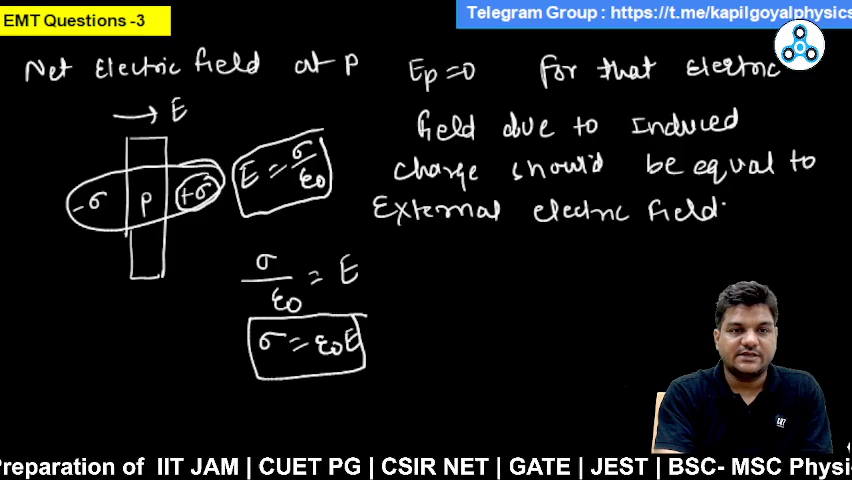 EMT Questions -3
Telegram Group : https://t.me/kapilgoyalphysics
Net Electric field at P
Ep = 0 for that Electric
field due to Induced
charge should be equal to
External electric field.
→ E
-σ P +σ
E = σ/ε0
σ/ε0 = E
σ = ε0E
Preparation of IIT JAM | CUET PG | CSIR NET | GATE | JEST | BSC- MSC Physi